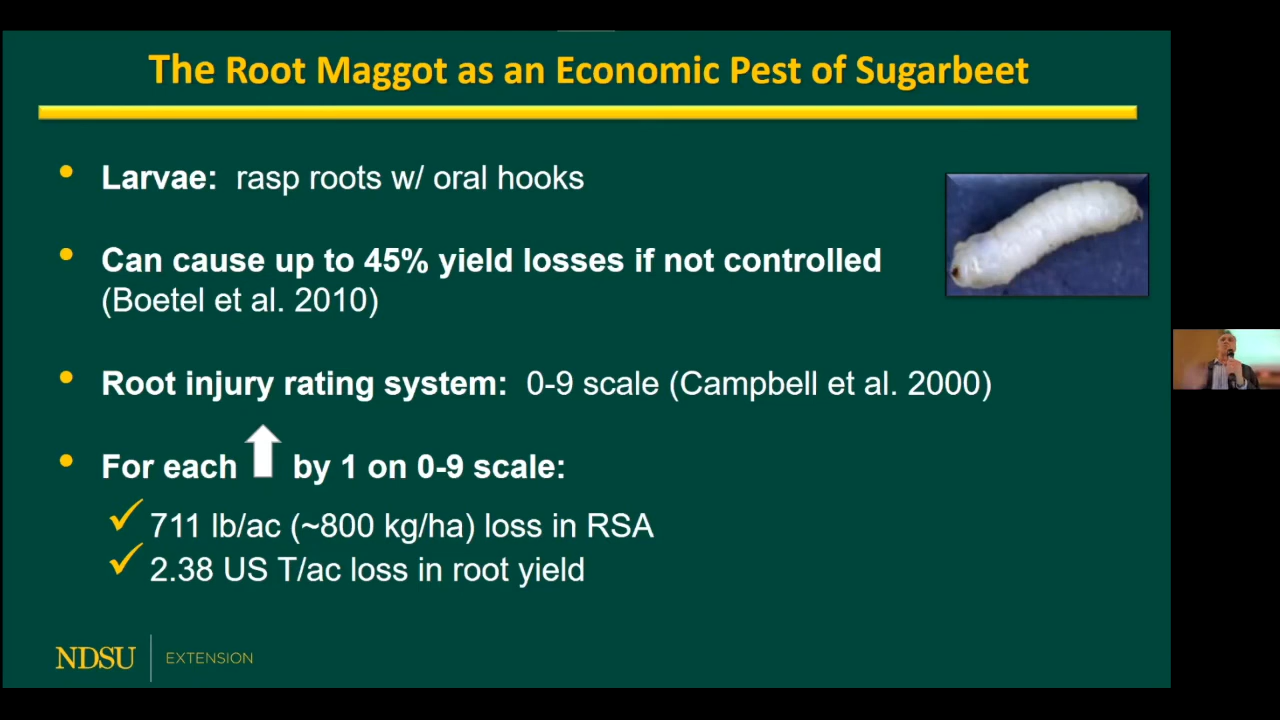 The Root Maggot as an Economic Pest of Sugarbeet
Larvae: rasp roots w/ oral hooks
Can cause up to 45% yield losses if not controlled
(Boetel et al. 2010)
Root injury rating system: 0-9 scale (Campbell et al. 2000)
For each by 1 on 0-9 scale:
711 lb/ac (~800 kg/ha) loss in RSA
2.38 US T/ac loss in root yield
NDSU EXTENSION